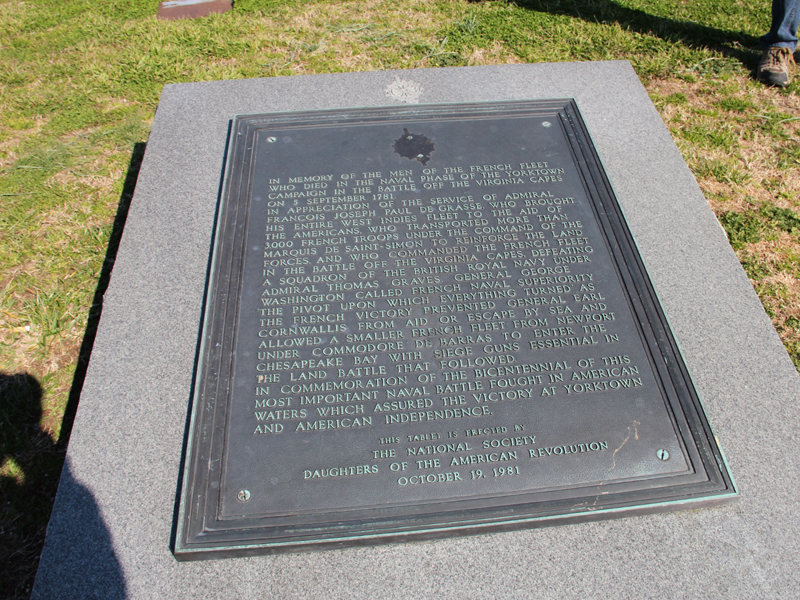 IN MEMORY OF THE MEN OF THE FRENCH FLEET
WHO DIED IN THE NAVAL PHASE OF THE YORKTOWN
CAMPAIGN IN THE BATTLE OFF THE VIRGINIA CAPES
ON 5 SEPTEMBER 1781.
IN APPRECIATION OF THE SERVICE OF ADMIRAL
FRANÇOIS JOSEPH PAUL DE GRASSE WHO BROUGHT
HIS ENTIRE WEST INDIES FLEET TO THE AID OF
THE AMERICANS, WHO TRANSPORTED MORE THAN
3,000 FRENCH TROOPS UNDER THE COMMAND OF THE
MARQUIS DE SAINT-SIMON TO REINFORCE THE LAND
FORCES, AND WHO COMMANDED THE FRENCH FLEET
IN THE BATTLE OFF THE VIRGINIA CAPES, DEFEATING
A SQUADRON OF THE BRITISH ROYAL NAVY UNDER
ADMIRAL THOMAS GRAVES. GENERAL GEORGE
WASHINGTON CALLED FRENCH NAVAL SUPERIORITY
THE PIVOT UPON WHICH EVERYTHING TURNED AS
THE FRENCH VICTORY PREVENTED GENERAL EARL
CORNWALLIS FROM AID OR ESCAPE BY SEA AND
ALLOWED A SMALLER FRENCH FLEET FROM NEWPORT
UNDER COMMODORE DE BARRAS TO ENTER THE
CHESAPEAKE BAY WITH SIEGE GUNS ESSENTIAL IN
THE LAND BATTLE THAT FOLLOWED.
IN COMMEMORATION OF THE BICENTENNIAL OF THIS
MOST IMPORTANT NAVAL BATTLE FOUGHT IN AMERICAN
WATERS WHICH ASSURED THE VICTORY AT YORKTOWN
AND AMERICAN INDEPENDENCE.
THIS TABLET IS ERECTED BY
THE NATIONAL SOCIETY
DAUGHTERS OF THE AMERICAN REVOLUTION
OCTOBER 19, 1981